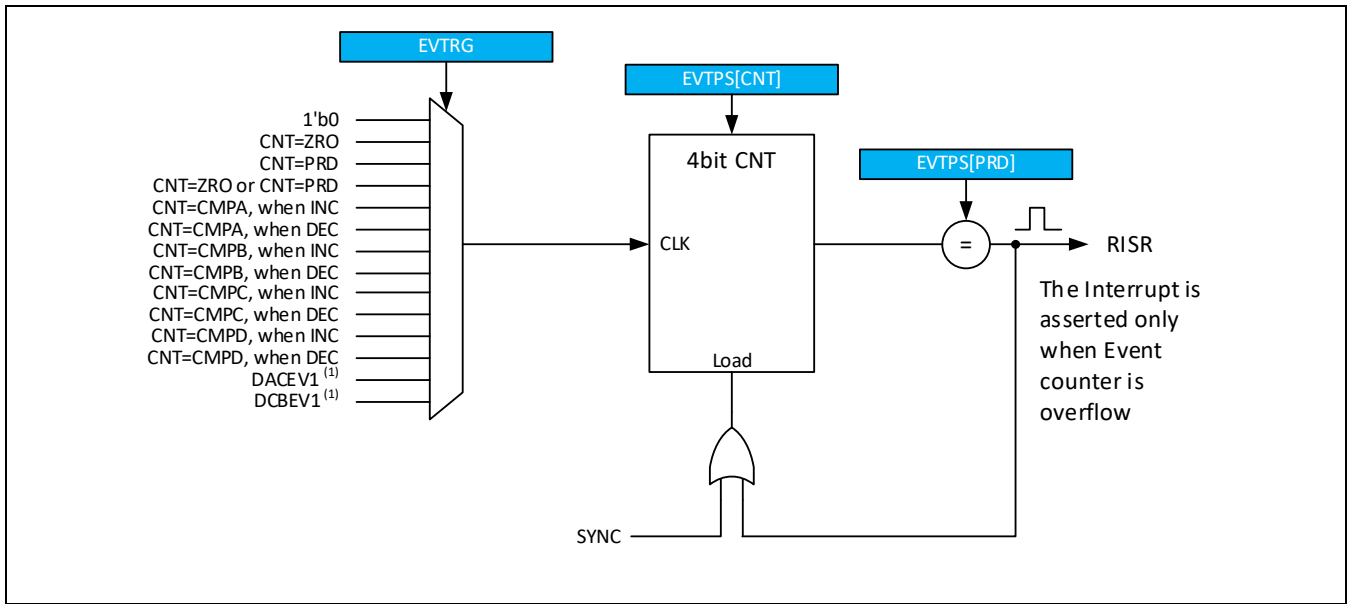 EVTRG
EVTPS[CNT]
1'b0
CNT=ZRO
CNT=PRD
CNT=ZRO or CNT=PRD
CNT=CMPA, when INC
CNT=CMPA, when DEC
CNT=CMPB, when INC
CNT=CMPB, when DEC
CNT=CMPC, when INC
CNT=CMPC, when DEC
CNT=CMPD, when INC
CNT=CMPD, when DEC
DACEV1 (1)
DCBEV1 (1)
4bit CNT
CLK
Load
EVTPS[PRD]
=
RISR
The Interrupt is
asserted only
when Event
counter is
overflow
SYNC